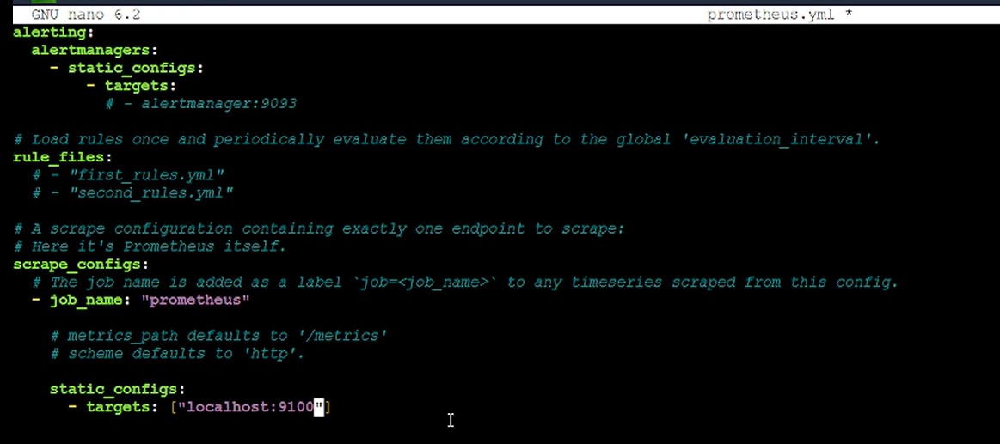 GNU nano 6.2 prometheus.yml *
alerting:
  alertmanagers:
    - static_configs:
        - targets:
          # - alertmanager:9093

# Load rules once and periodically evaluate them according to the global 'evaluation_interval'.
rule_files:
  # - "first_rules.yml"
  # - "second_rules.yml"

# A scrape configuration containing exactly one endpoint to scrape:
# Here it's Prometheus itself.
scrape_configs:
  # The job name is added as a label `job=<job_name>` to any timeseries scraped from this config.
  - job_name: "prometheus"

    # metrics_path defaults to '/metrics'
    # scheme defaults to 'http'.

    static_configs:
      - targets: ["localhost:9100"]